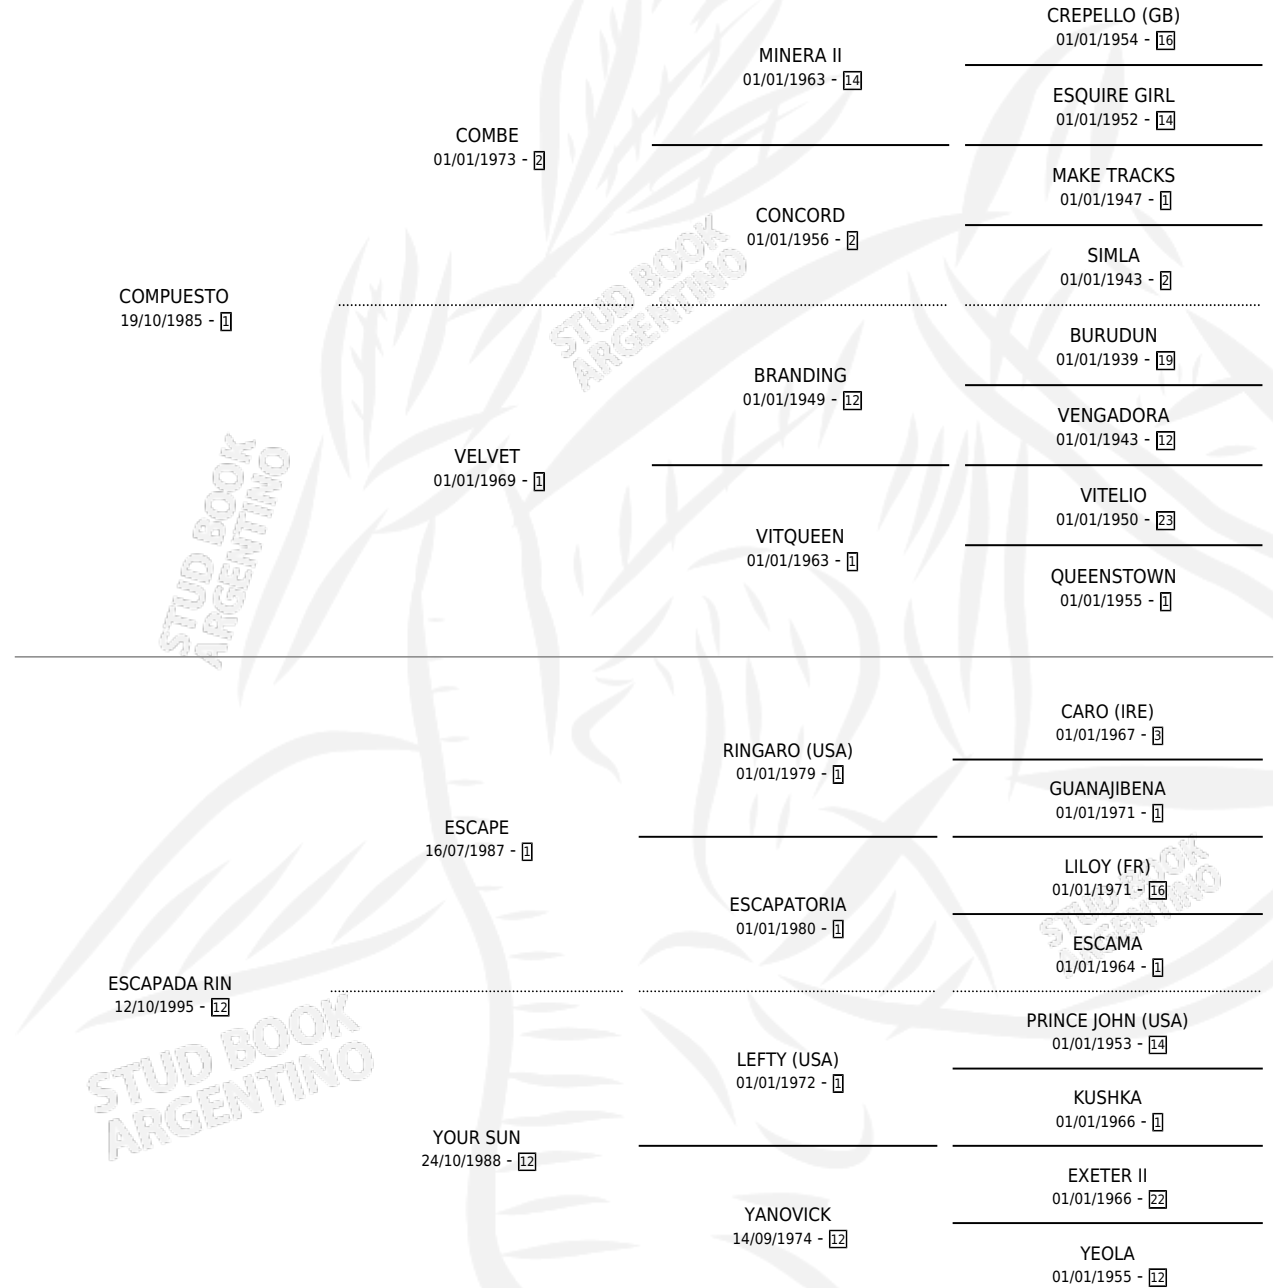 COMPUESTO
19/10/1985 - 1
COMBE
01/01/1973 - 2
MINERA II
01/01/1963 - 14
CREPELLO (GB)
01/01/1954 - 16
ESQUIRE GIRL
01/01/1952 - 14
CONCORD
01/01/1956 - 2
MAKE TRACKS
01/01/1947 - 1
SIMLA
01/01/1943 - 2
VELVET
01/01/1969 - 1
BRANDING
01/01/1949 - 12
BURUDUN
01/01/1939 - 19
VENGADORA
01/01/1943 - 12
VITQUEEN
01/01/1963 - 1
VITELIO
01/01/1950 - 23
QUEENSTOWN
01/01/1955 - 1
ESCAPADA RIN
12/10/1995 - 12
ESCAPE
16/07/1987 - 1
RINGARO (USA)
01/01/1979 - 1
CARO (IRE)
01/01/1967 - 3
GUANAJIBENA
01/01/1971 - 1
ESCAPATORIA
01/01/1980 - 1
LILOY (FR)
01/01/1971 - 16
ESCAMA
01/01/1964 - 1
YOUR SUN
24/10/1988 - 12
LEFTY (USA)
01/01/1972 - 1
PRINCE JOHN (USA)
01/01/1953 - 14
KUSHKA
01/01/1966 - 1
YANOVICK
14/09/1974 - 12
EXETER II
01/01/1966 - 22
YEOLA
01/01/1955 - 12
STUD BOOK
ARGENTINO
STUD BOOK
ARGENTINO
STUD BOOK
ARGENTINO
STUD BOOK
ARGENTINO